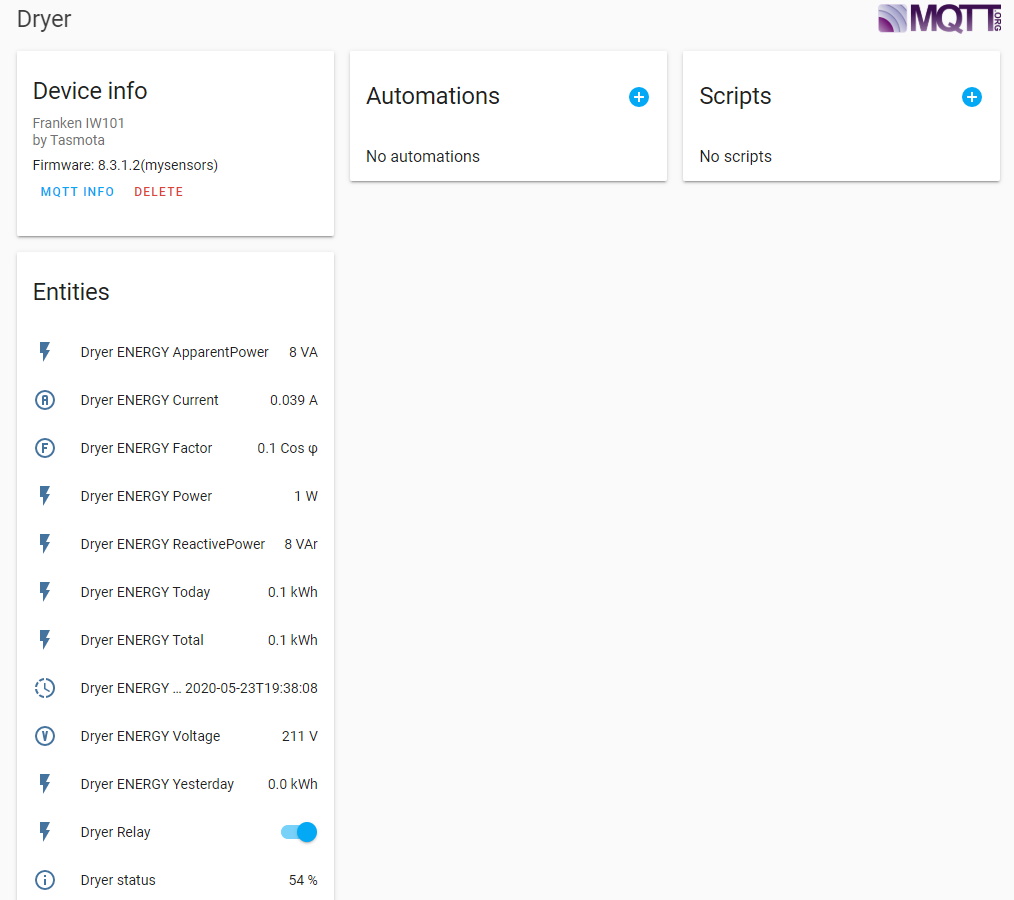 Dryer
MQTT.ORG
Device info
Franken IW101
by Tasmota
Firmware: 8.3.1.2(mysensors)
MQTT INFO DELETE
Automations
No automations
Scripts
No scripts
Entities
Dryer ENERGY ApparentPower 8 VA
A
Dryer ENERGY Current 0.039 A
F
Dryer ENERGY Factor 0.1 Cos φ
Dryer ENERGY Power 1 W
Dryer ENERGY ReactivePower 8 VAr
Dryer ENERGY Today 0.1 kWh
Dryer ENERGY Total 0.1 kWh
Dryer ENERGY ... 2020-05-23T19:38:08
V
Dryer ENERGY Voltage 211 V
Dryer ENERGY Yesterday 0.0 kWh
Dryer Relay
Dryer status 54 %